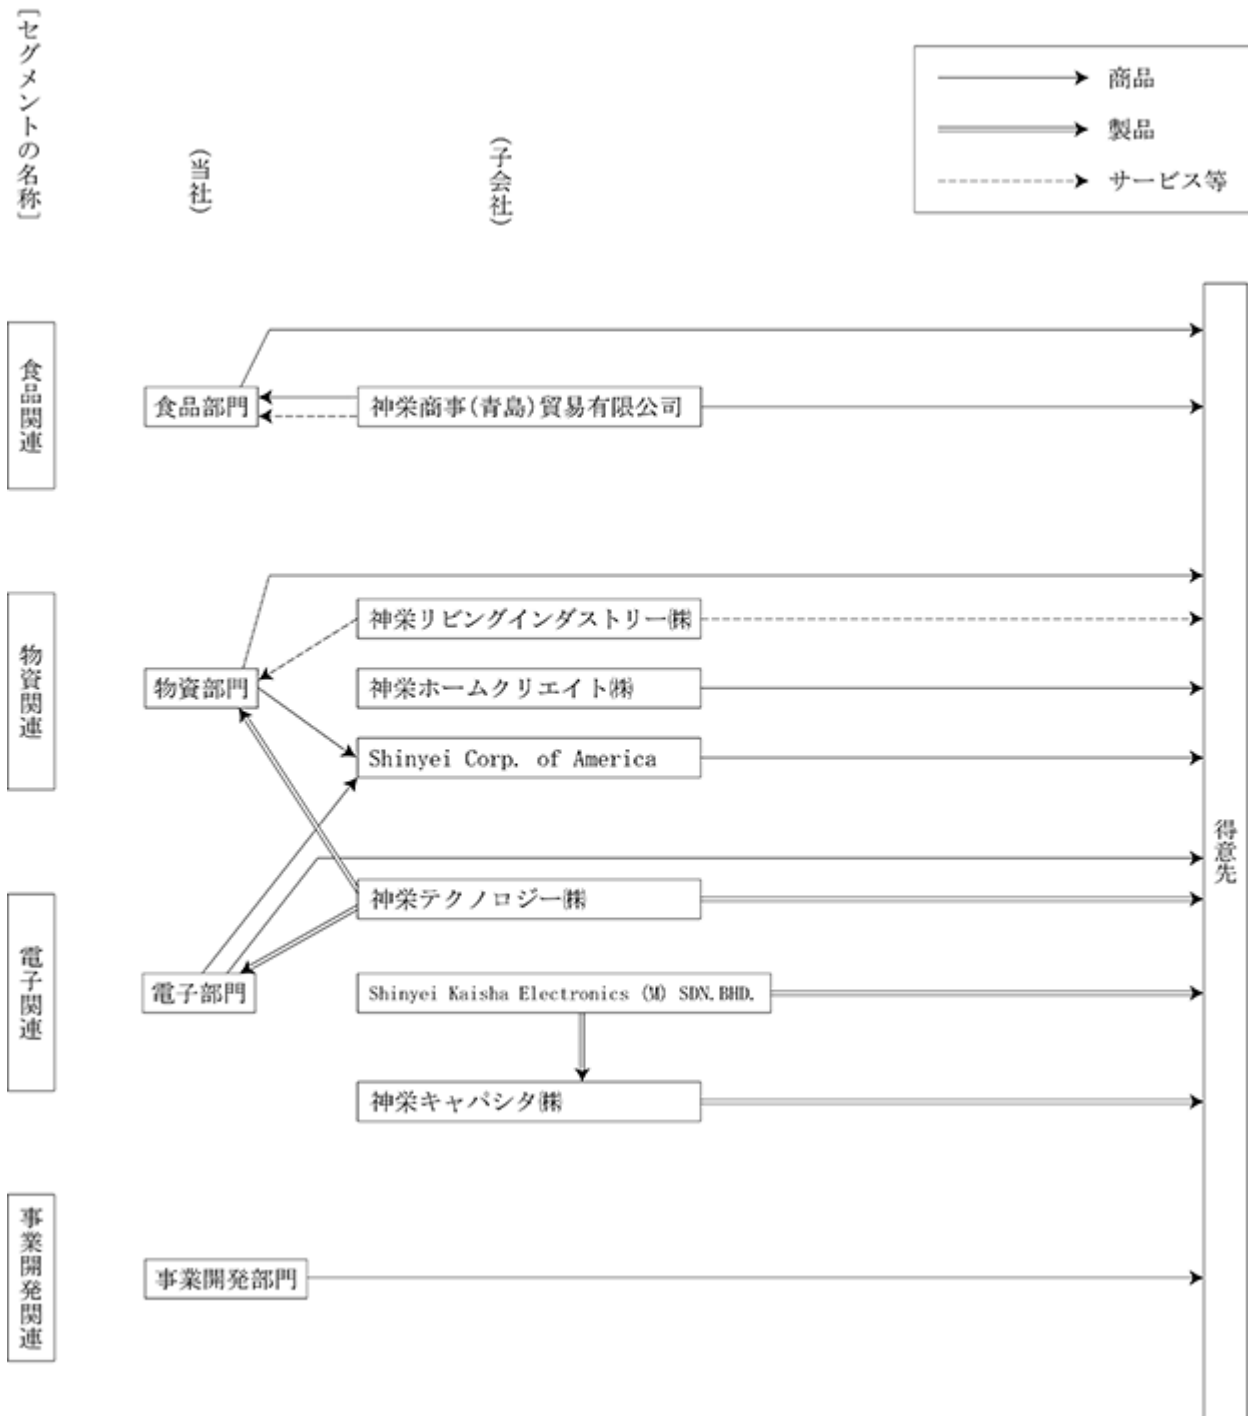 [セグメントの名称]
(当社)
(子会社)
商品
製品
サービス等
食品関連
食品部門
神栄商事(青島)貿易有限公司
物資関連
神栄リビングインダストリー㈱
物資部門
神栄ホームクリエイト㈱
Shinyei Corp. of America
得意先
電子関連
神栄テクノロジー㈱
電子部門
Shinyei Kaisha Electronics (M) SDN.BHD.
神栄キャパシタ㈱
事業開発関連
事業開発部門